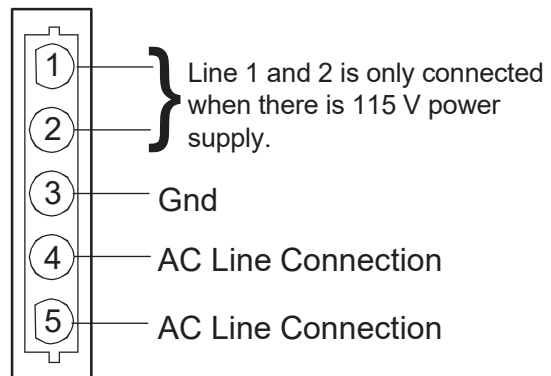 1
Line 1 and 2 is only connected
when there is 115 V power
2
supply.
3
Gnd
4
AC Line Connection
5
AC Line Connection